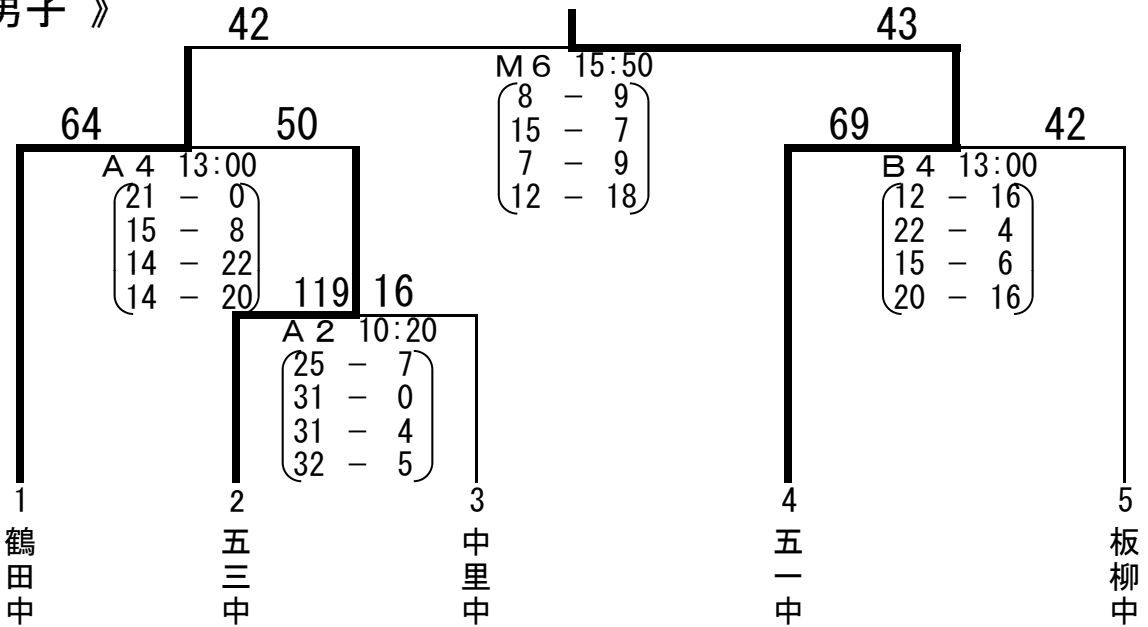 男子 》
42 43
M6 15:50
8 - 9
15 - 7
7 - 9
12 - 18
64 50
A4 13:00
21 - 0
15 - 8
14 - 22
14 - 20
69 42
B4 13:00
12 - 16
22 - 4
15 - 6
20 - 16
119 16
A2 10:20
25 - 7
31 - 0
31 - 4
32 - 5
1 2 3 4 5
鶴田中
五三中
中里中
五一中
板柳中